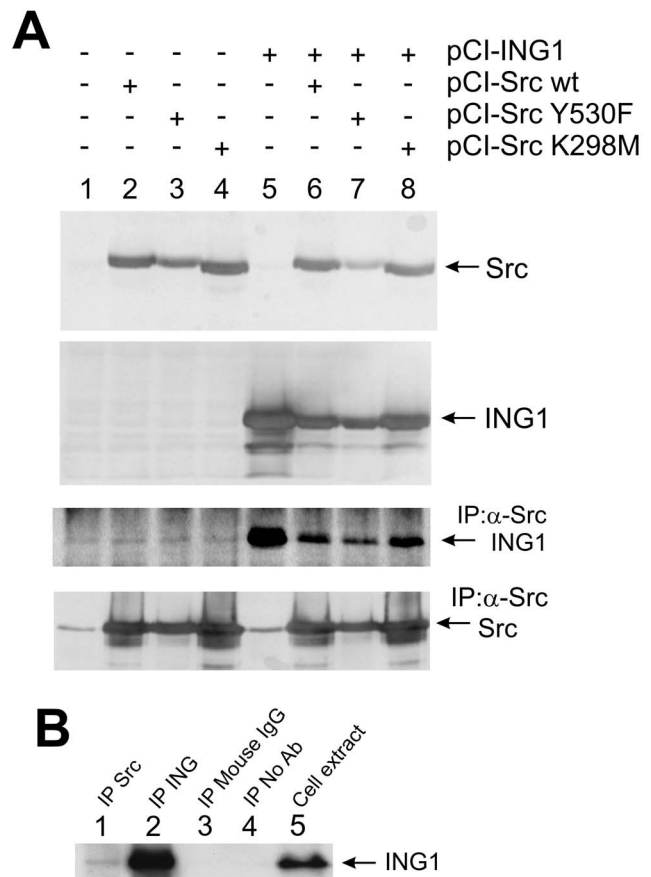 A
- - - - + + + + pCI-ING1
- + - - - + - - pCI-Src wt
- - + - - - + - pCI-Src Y530F
- - - + - - - + pCI-Src K298M
1 2 3 4 5 6 7 8
← Src
← ING1
IP:α-Src
← ING1
IP:α-Src
← Src
B
IP Src
IP ING
IP Mouse IgG
IP No Ab
Cell extract
1 2 3 4 5
← ING1